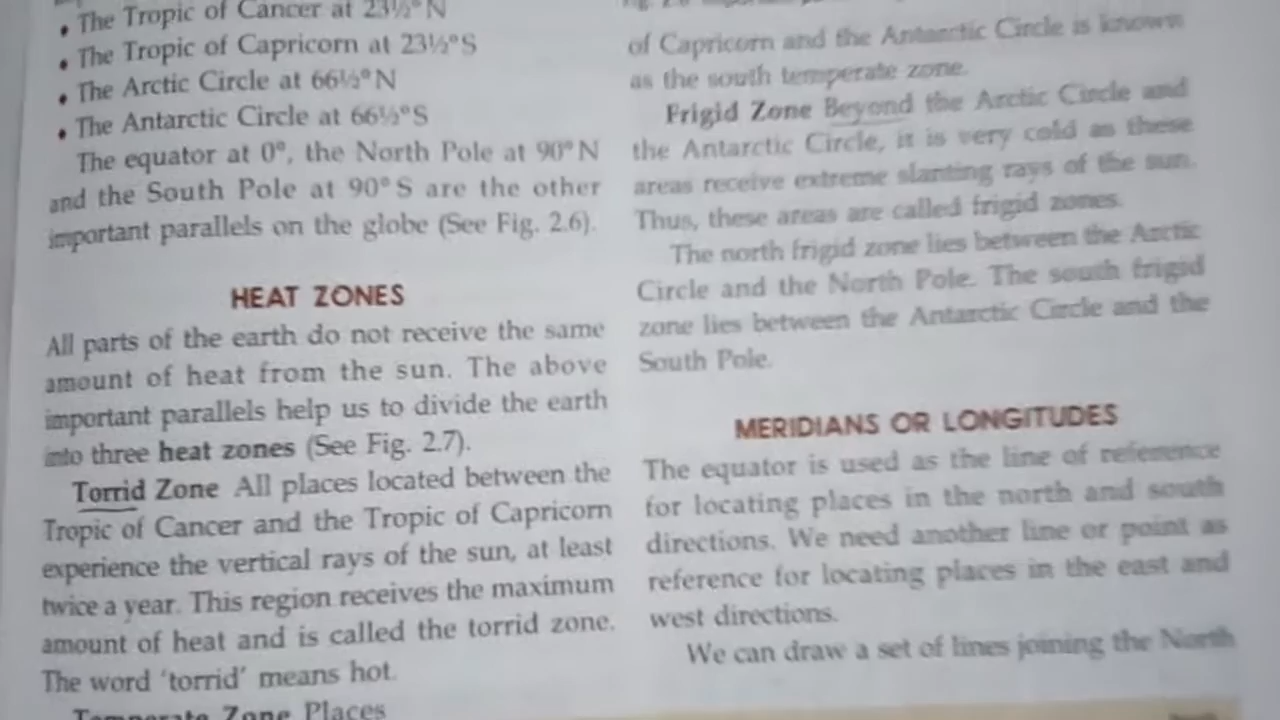 • The Tropic of Cancer at 23½° N
• The Tropic of Capricorn at 23½° S
• The Arctic Circle at 66½° N
• The Antarctic Circle at 66½° S
The equator at 0°, the North Pole at 90° N
and the South Pole at 90° S are the other
important parallels on the globe (See Fig. 2.6).
HEAT ZONES
All parts of the earth do not receive the same
amount of heat from the sun. The above
important parallels help us to divide the earth
into three heat zones (See Fig. 2.7).
Torrid Zone All places located between the
Tropic of Cancer and the Tropic of Capricorn
experience the vertical rays of the sun, at least
twice a year. This region receives the maximum
amount of heat and is called the torrid zone.
The word 'torrid' means hot.
Temperate Zone Places
of Capricorn and the Antarctic Circle is known
as the south temperate zone.
Frigid Zone Beyond the Arctic Circle and
the Antarctic Circle, it is very cold as these
areas receive extreme slanting rays of the sun.
Thus, these areas are called frigid zones.
The north frigid zone lies between the Arctic
Circle and the North Pole. The south frigid
zone lies between the Antarctic Circle and the
South Pole.
MERIDIANS OR LONGITUDES
The equator is used as the line of reference
for locating places in the north and south
directions. We need another line or point as
reference for locating places in the east and
west directions.
We can draw a set of lines joining the North